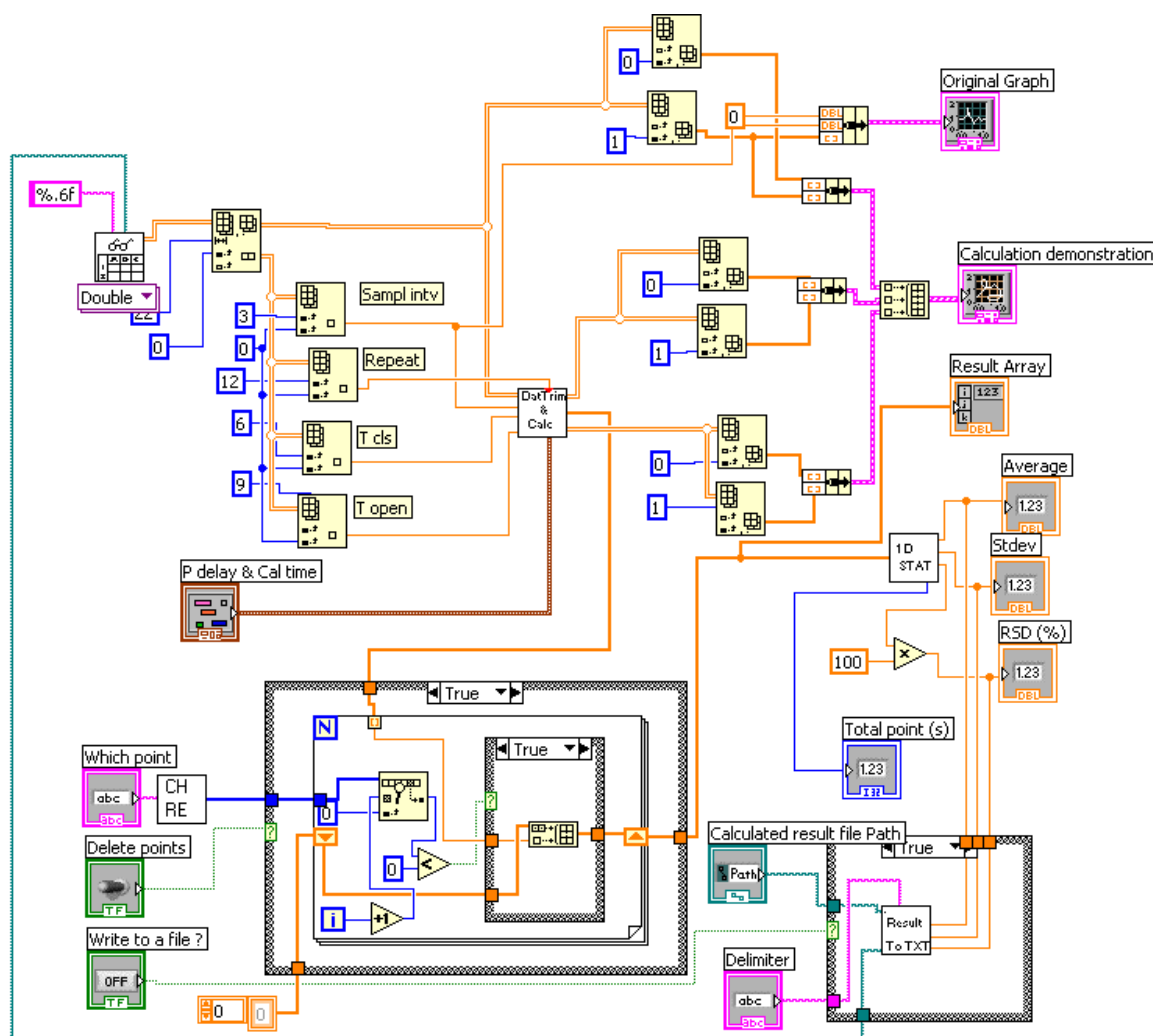 0
Original Graph
1
0
DBL
DBL
%.6f
Double
22
0
Sampl intv
3
0
Repeat
12
T cls
6
T open
9
DatTrim
&
Calc
0
1
0
1
Calculation demonstration
Result Array
123
DBL
Average
1.23
DBL
1D
STAT
Stdev
1.23
DBL
RSD (%)
100
1.23
DBL
P delay & Cal time
True
N
True
Total point (s)
1.23
I32
Which point
abc
abc
CH
RE
0
?
?
Delete points
TF
0
<
i
+1
Write to a file ?
OFF
TF
0
0
Calculated result file Path
Path
True
?
Result
To TXT
Delimiter
abc
abc